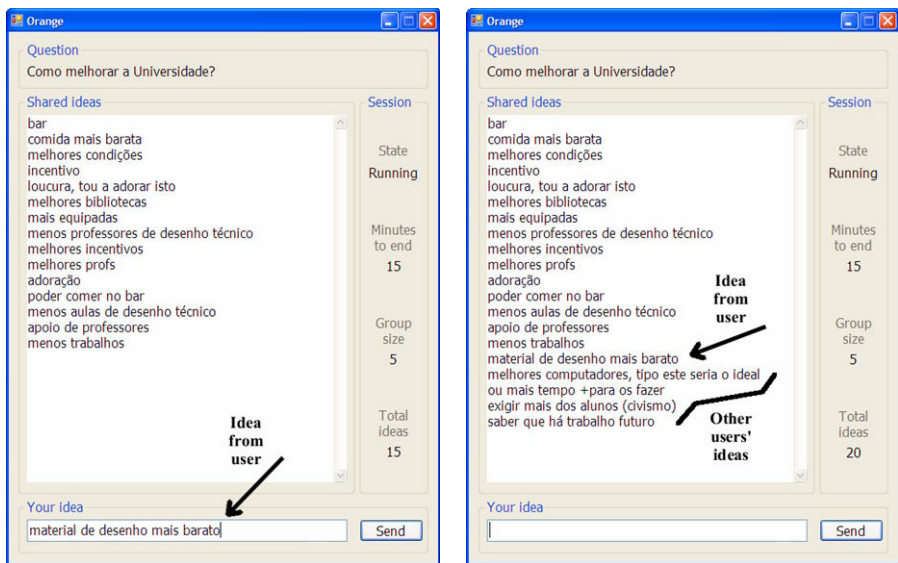 Orange
Question
Como melhorar a Universidade?
Shared ideas
bar
comida mais barata
melhores condições
incentivo
loucura, tou a adorar isto
melhores bibliotecas
mais equipadas
menos professores de desenho técnico
melhores incentivos
melhores profs
adoração
poder comer no bar
menos aulas de desenho técnico
apoio de professores
menos trabalhos
Idea
from
user
Session
State
Running
Minutes
to end
15
Group
size
5
Total
ideas
15
Your idea
material de desenho mais barato
Send
Orange
Question
Como melhorar a Universidade?
Shared ideas
bar
comida mais barata
melhores condições
incentivo
loucura, tou a adorar isto
melhores bibliotecas
mais equipadas
menos professores de desenho técnico
melhores incentivos
melhores profs
adoração
poder comer no bar
menos aulas de desenho técnico
apoio de professores
menos trabalhos
material de desenho mais barato
melhores computadores, tipo este seria o ideal
ou mais tempo +para os fazer
exigir mais dos alunos (civismo)
saber que há trabalho futuro
Idea
from
user
Other
users'
ideas
Session
State
Running
Minutes
to end
15
Group
size
5
Total
ideas
20
Your idea
Send